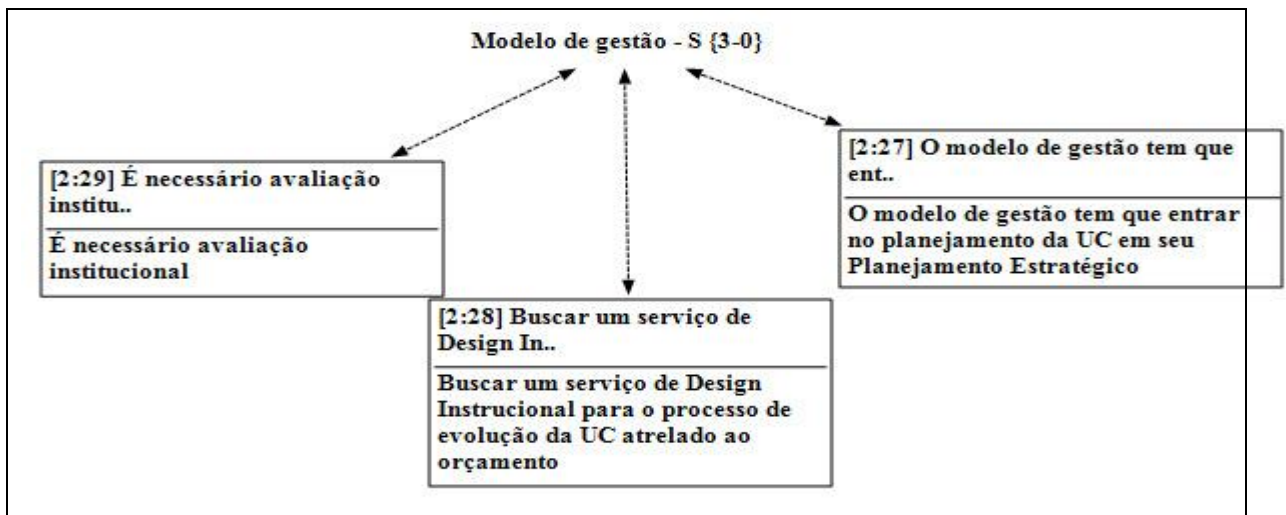 Modelo de gestão - S {3-0}
[2:29] É necessário avaliação
institu..
É necessário avaliação
institucional
[2:28] Buscar um serviço de
Design In..
Buscar um serviço de Design
Instrucional para o processo de
evolução da UC atrelado ao
orçamento
[2:27] O modelo de gestão tem que
ent..
O modelo de gestão tem que entrar
no planejamento da UC em seu
Planejamento Estratégico